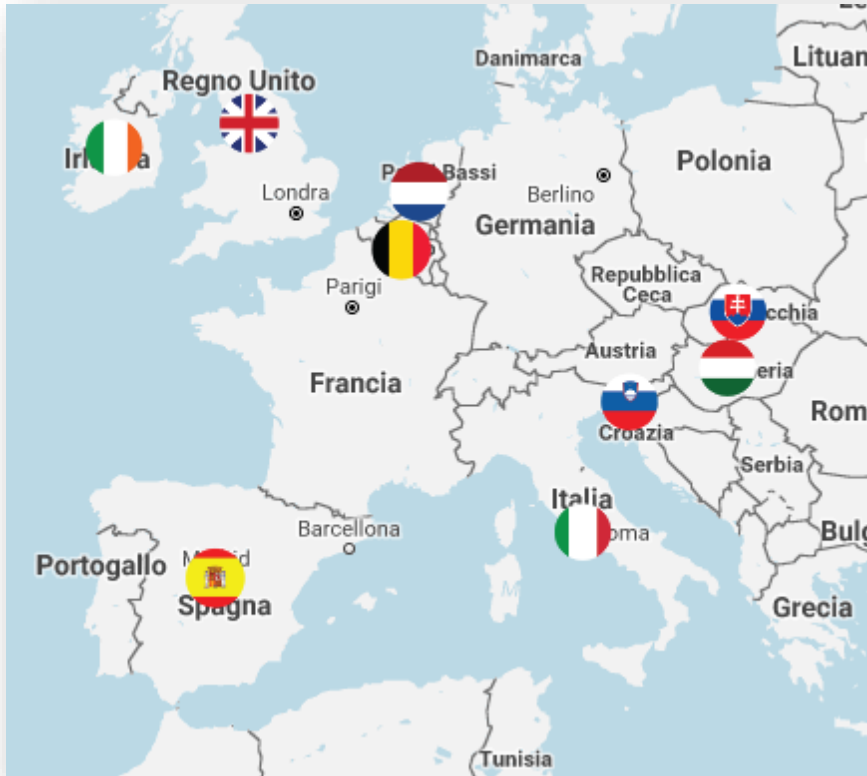 Danimarca
Lituan
Regno Unito
Bassi
Polonia
Londra
Berlino
Germania
Repubblica
Ceca
Parigi
cchia
Austria
eria
Francia
Rom
Croazia
Serbia
Italia
Barcellona
oma
Bulg
Portogallo
Spagna
Grecia
Tunisia